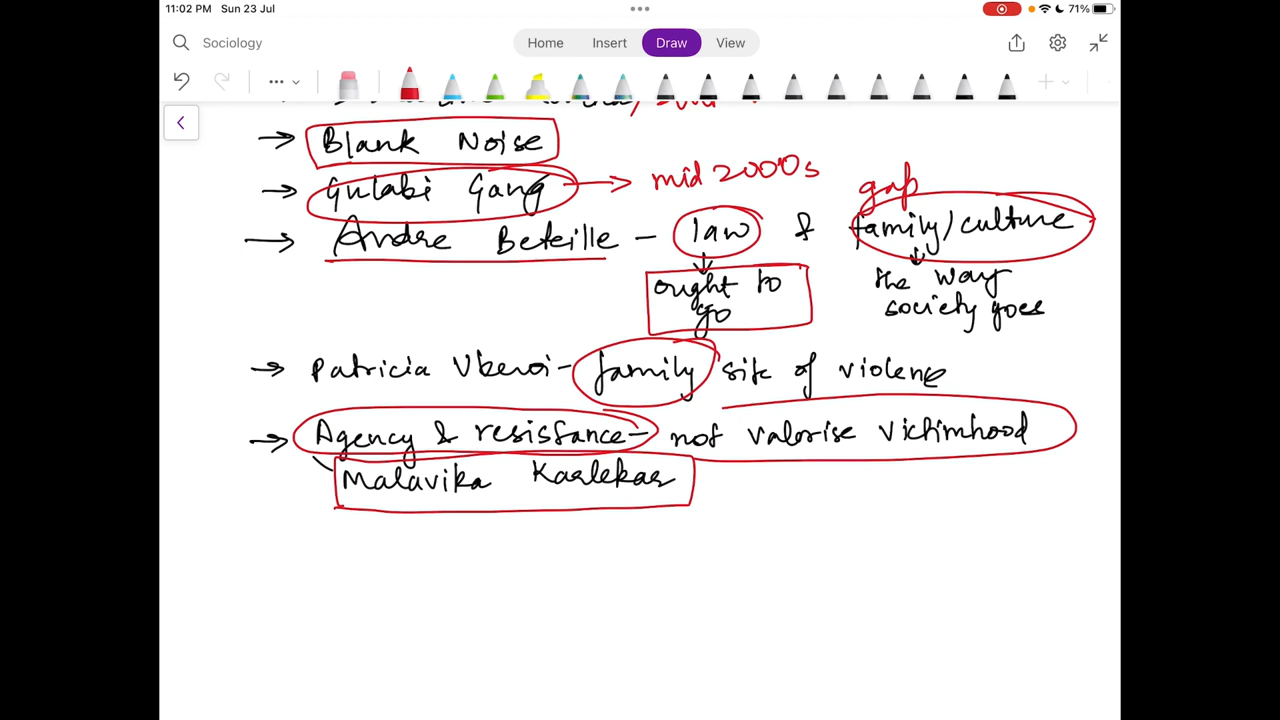 11:02 PM Sun 23 Jul
71%
Sociology
Home Insert Draw View
→ Blank Noise
→ Gulabi Gang → mid 2000s
gap
→ Andre Beteille - law & family/culture
ought to go
the way society goes
→ Patricia Uberoi - family site of violence
→ Agency & resistance - not valorise victimhood
Malavika Karlekar